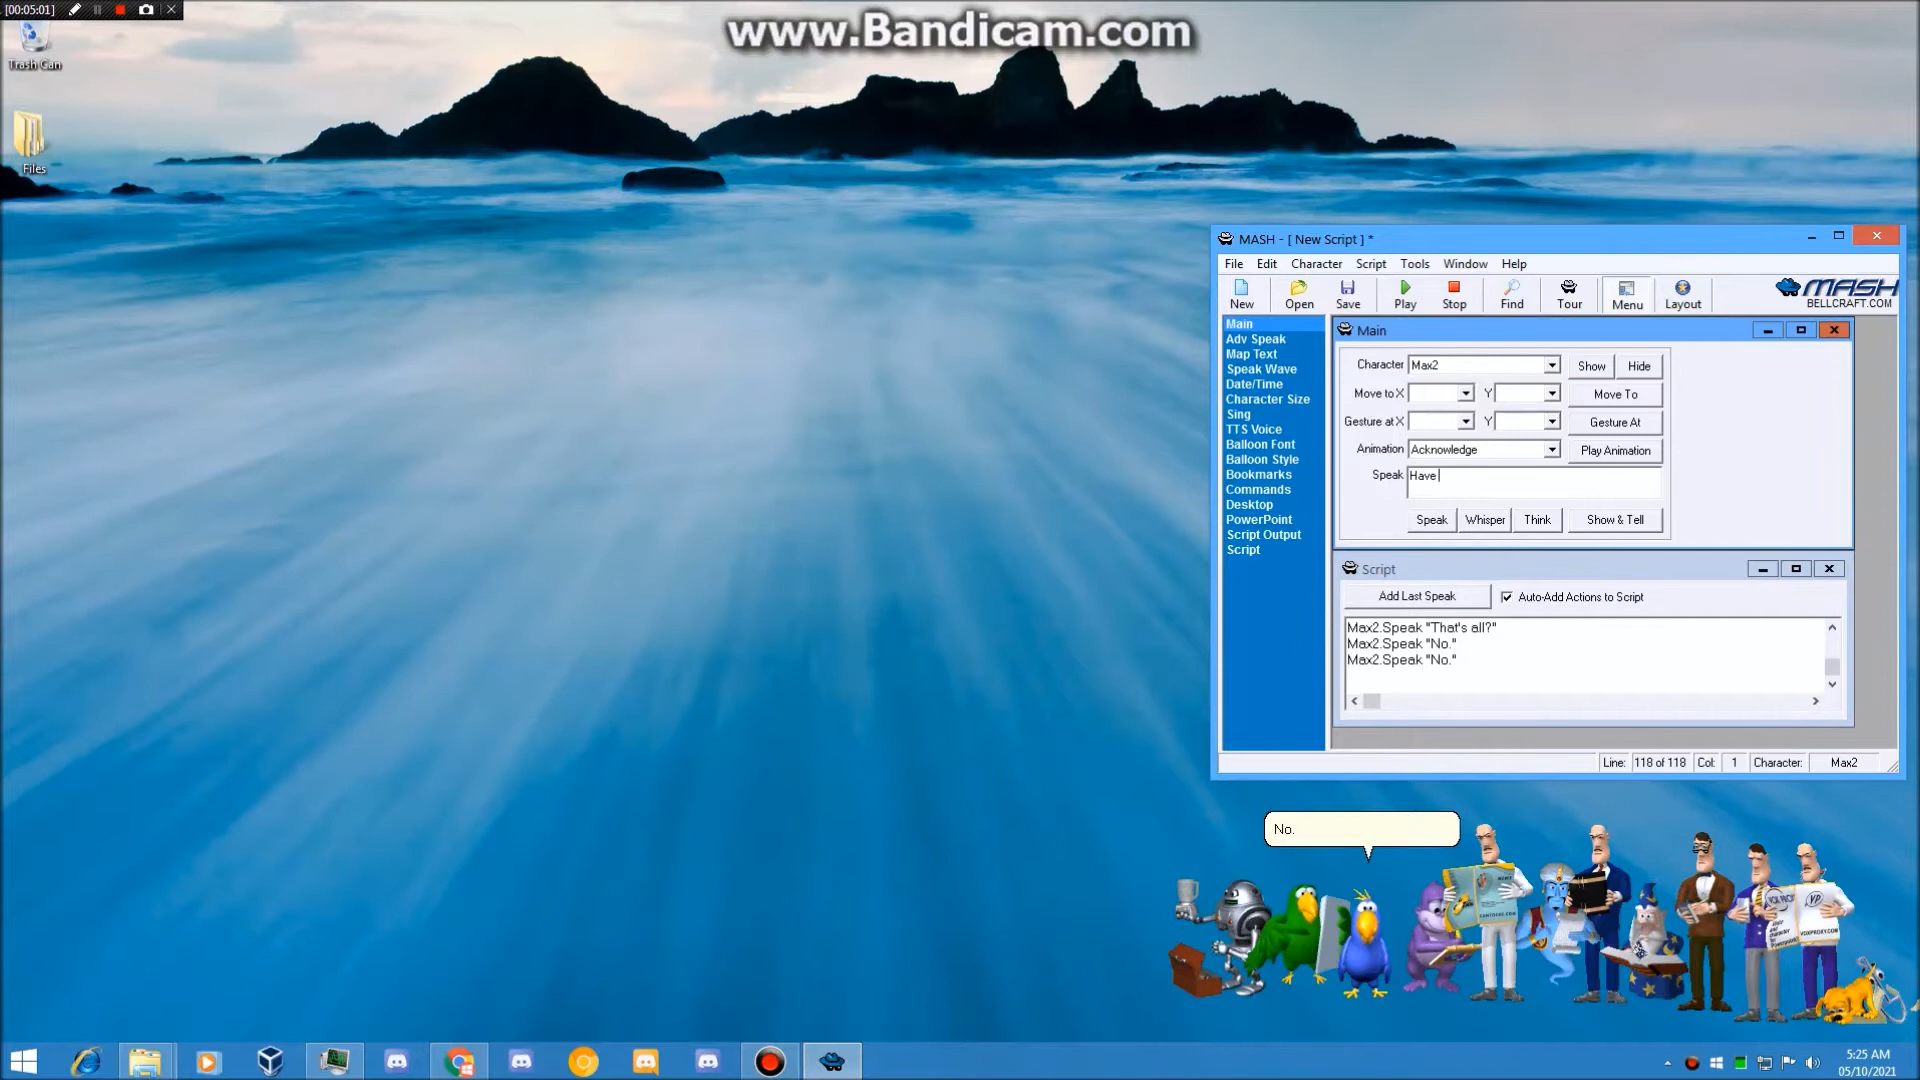 [00:05:01]
www.Bandicam.com
Trash Can
Files
MASH - [ New Script ] *
File Edit Character Script Tools Window Help
New Open Save Play Stop Find Tour Menu Layout
MASH
BELLCRAFT.COM
Main
Adv Speak
Map Text
Speak Wave
Date/Time
Character Size
Sing
TTS Voice
Balloon Font
Balloon Style
Bookmarks
Commands
Desktop
PowerPoint
Script Output
Script
Main
Character Max2 Show Hide
Move to X Y Move To
Gesture at X Y Gesture At
Animation Acknowledge Play Animation
Speak Have
Speak Whisper Think Show & Tell
Script
Add Last Speak Auto-Add Actions to Script
Max2.Speak "That's all?"
Max2.Speak "No."
Max2.Speak "No."
Line: 118 of 118 Col: 1 Character: Max2
No.
VP
VOXPROXY.COM
5:25 AM
05/10/2021